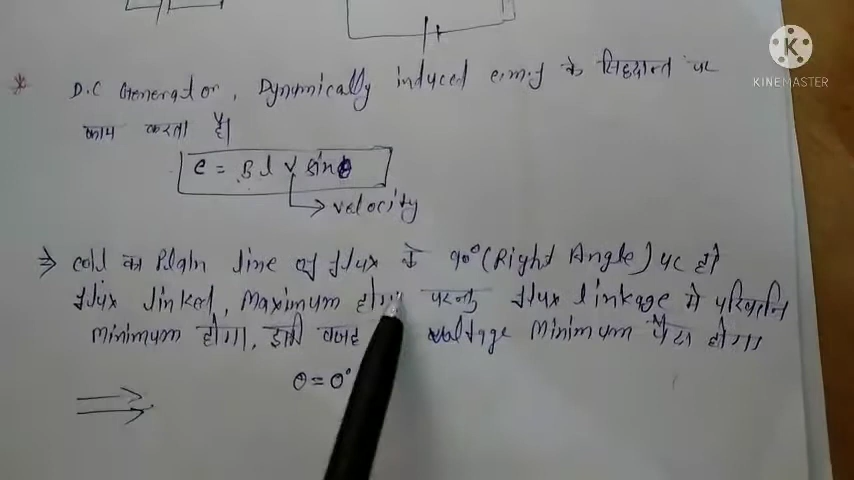 K
KINEMASTER
* D.C Generator, Dynamically induced e.m.f के सिद्धान्त पर
काम करता है।
e = B l v sinθ
velocity
⇒ coil का Plain line of flux के 90° (Right Angle) पर हो
flux linked, Maximum होगा परन्तु flux linkage मे परिवर्तन
minimum होगा, इसी वजह voltage minimum पैदा होगा
θ = 0°